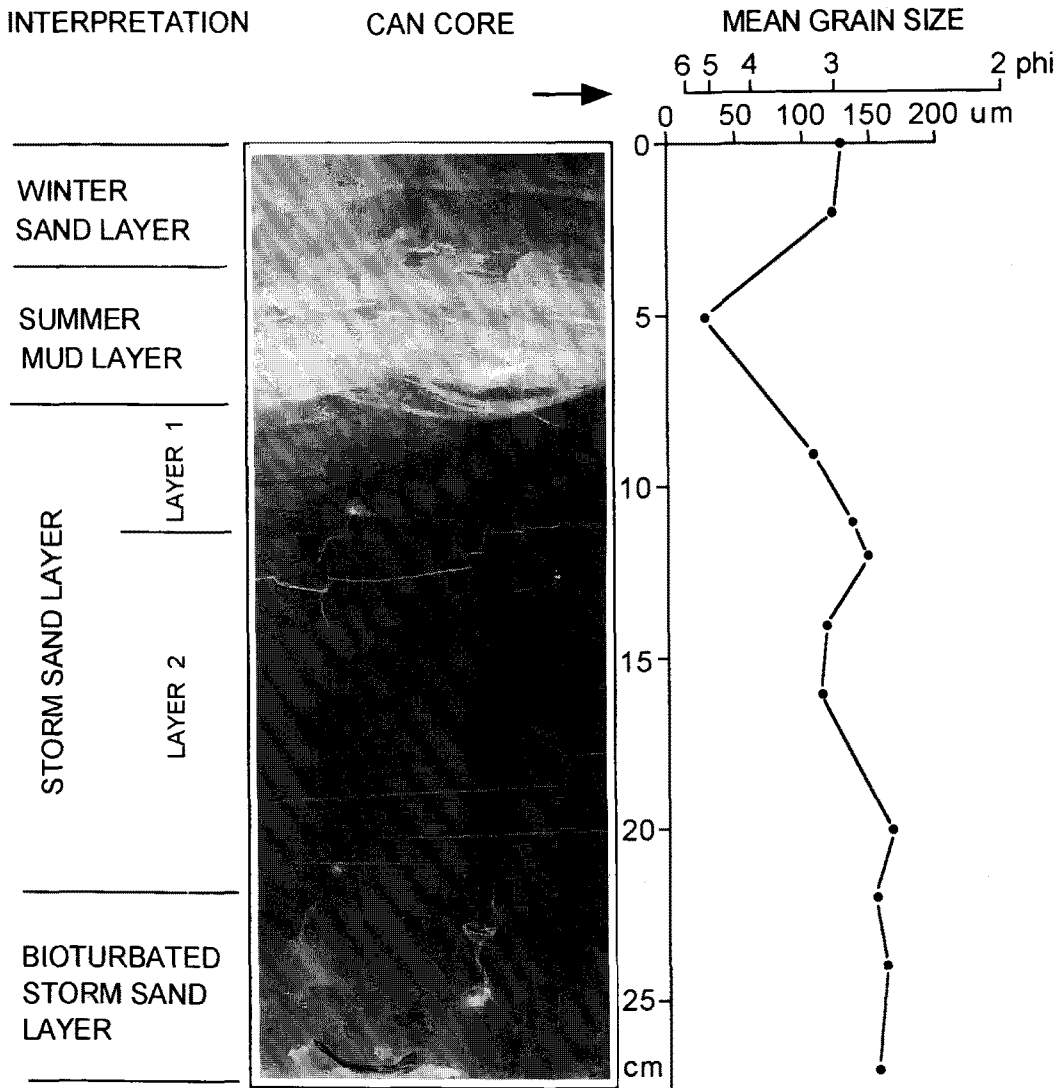 INTERPRETATION
CAN CORE
MEAN GRAIN SIZE
6 5 4 3 2 phi
0 50 100 150 200 um
WINTER
SAND LAYER
SUMMER
MUD LAYER
STORM SAND LAYER
LAYER 1
LAYER 2
BIOTURBATED
STORM SAND
LAYER
0
5
10
15
20
25
cm